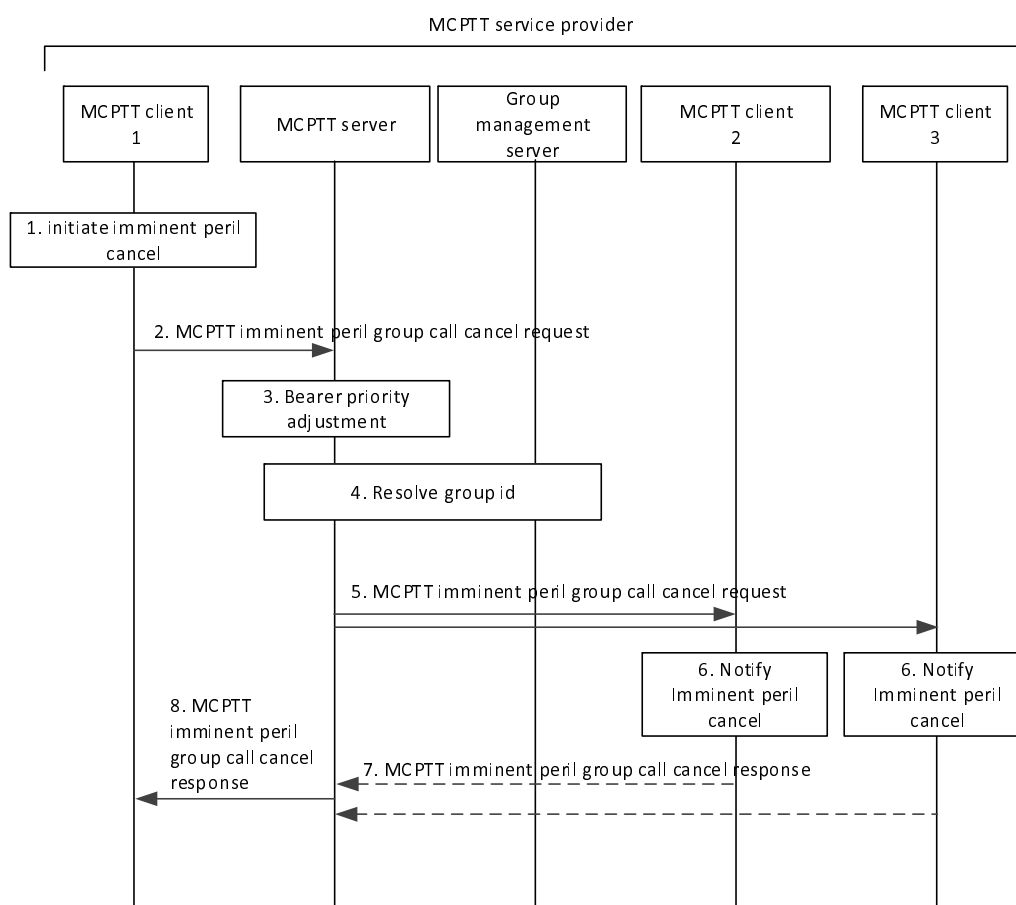 MCPTT service provider
MCPTT client
1
MCPTT server
Group
management
server
MCPTT client
2
MCPTT client
3
1. initiate imminent peril
cancel
2. MCPTT imminent peril group call cancel request
3. Bearer priority
adjustment
4. Resolve group id
5. MCPTT imminent peril group call cancel request
6. Notify
Imminent peril
cancel
6. Notify
Imminent peril
cancel
8. MCPTT
imminent peril
group call cancel
response
7. MCPTT imminent peril group call cancel response